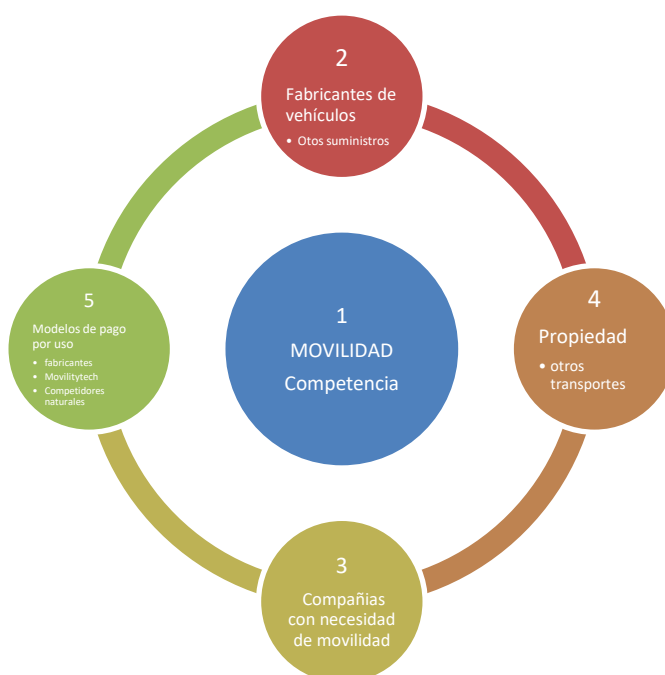 2
Fabricantes de
vehículos
• Otos suministros
5
Modelos de pago
por uso
• fabricantes
• Movilitytech
• Competidores
naturales
1
MOVILIDAD
Competencia
4
Propiedad
• otros
transportes
3
Compañias
con necesidad
de movilidad